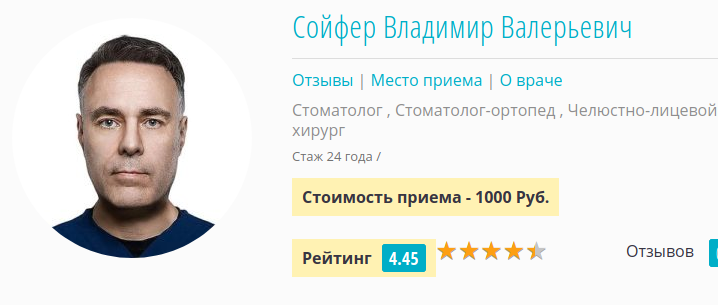 Сойфер Владимир Валерьевич
Отзывы | Место приема | О враче
Стоматолог , Стоматолог-ортопед , Челюстно-лицевой
хирург
Стаж 24 года /
Стоимость приема - 1000 Руб.
Рейтинг 4.45 Отзывов